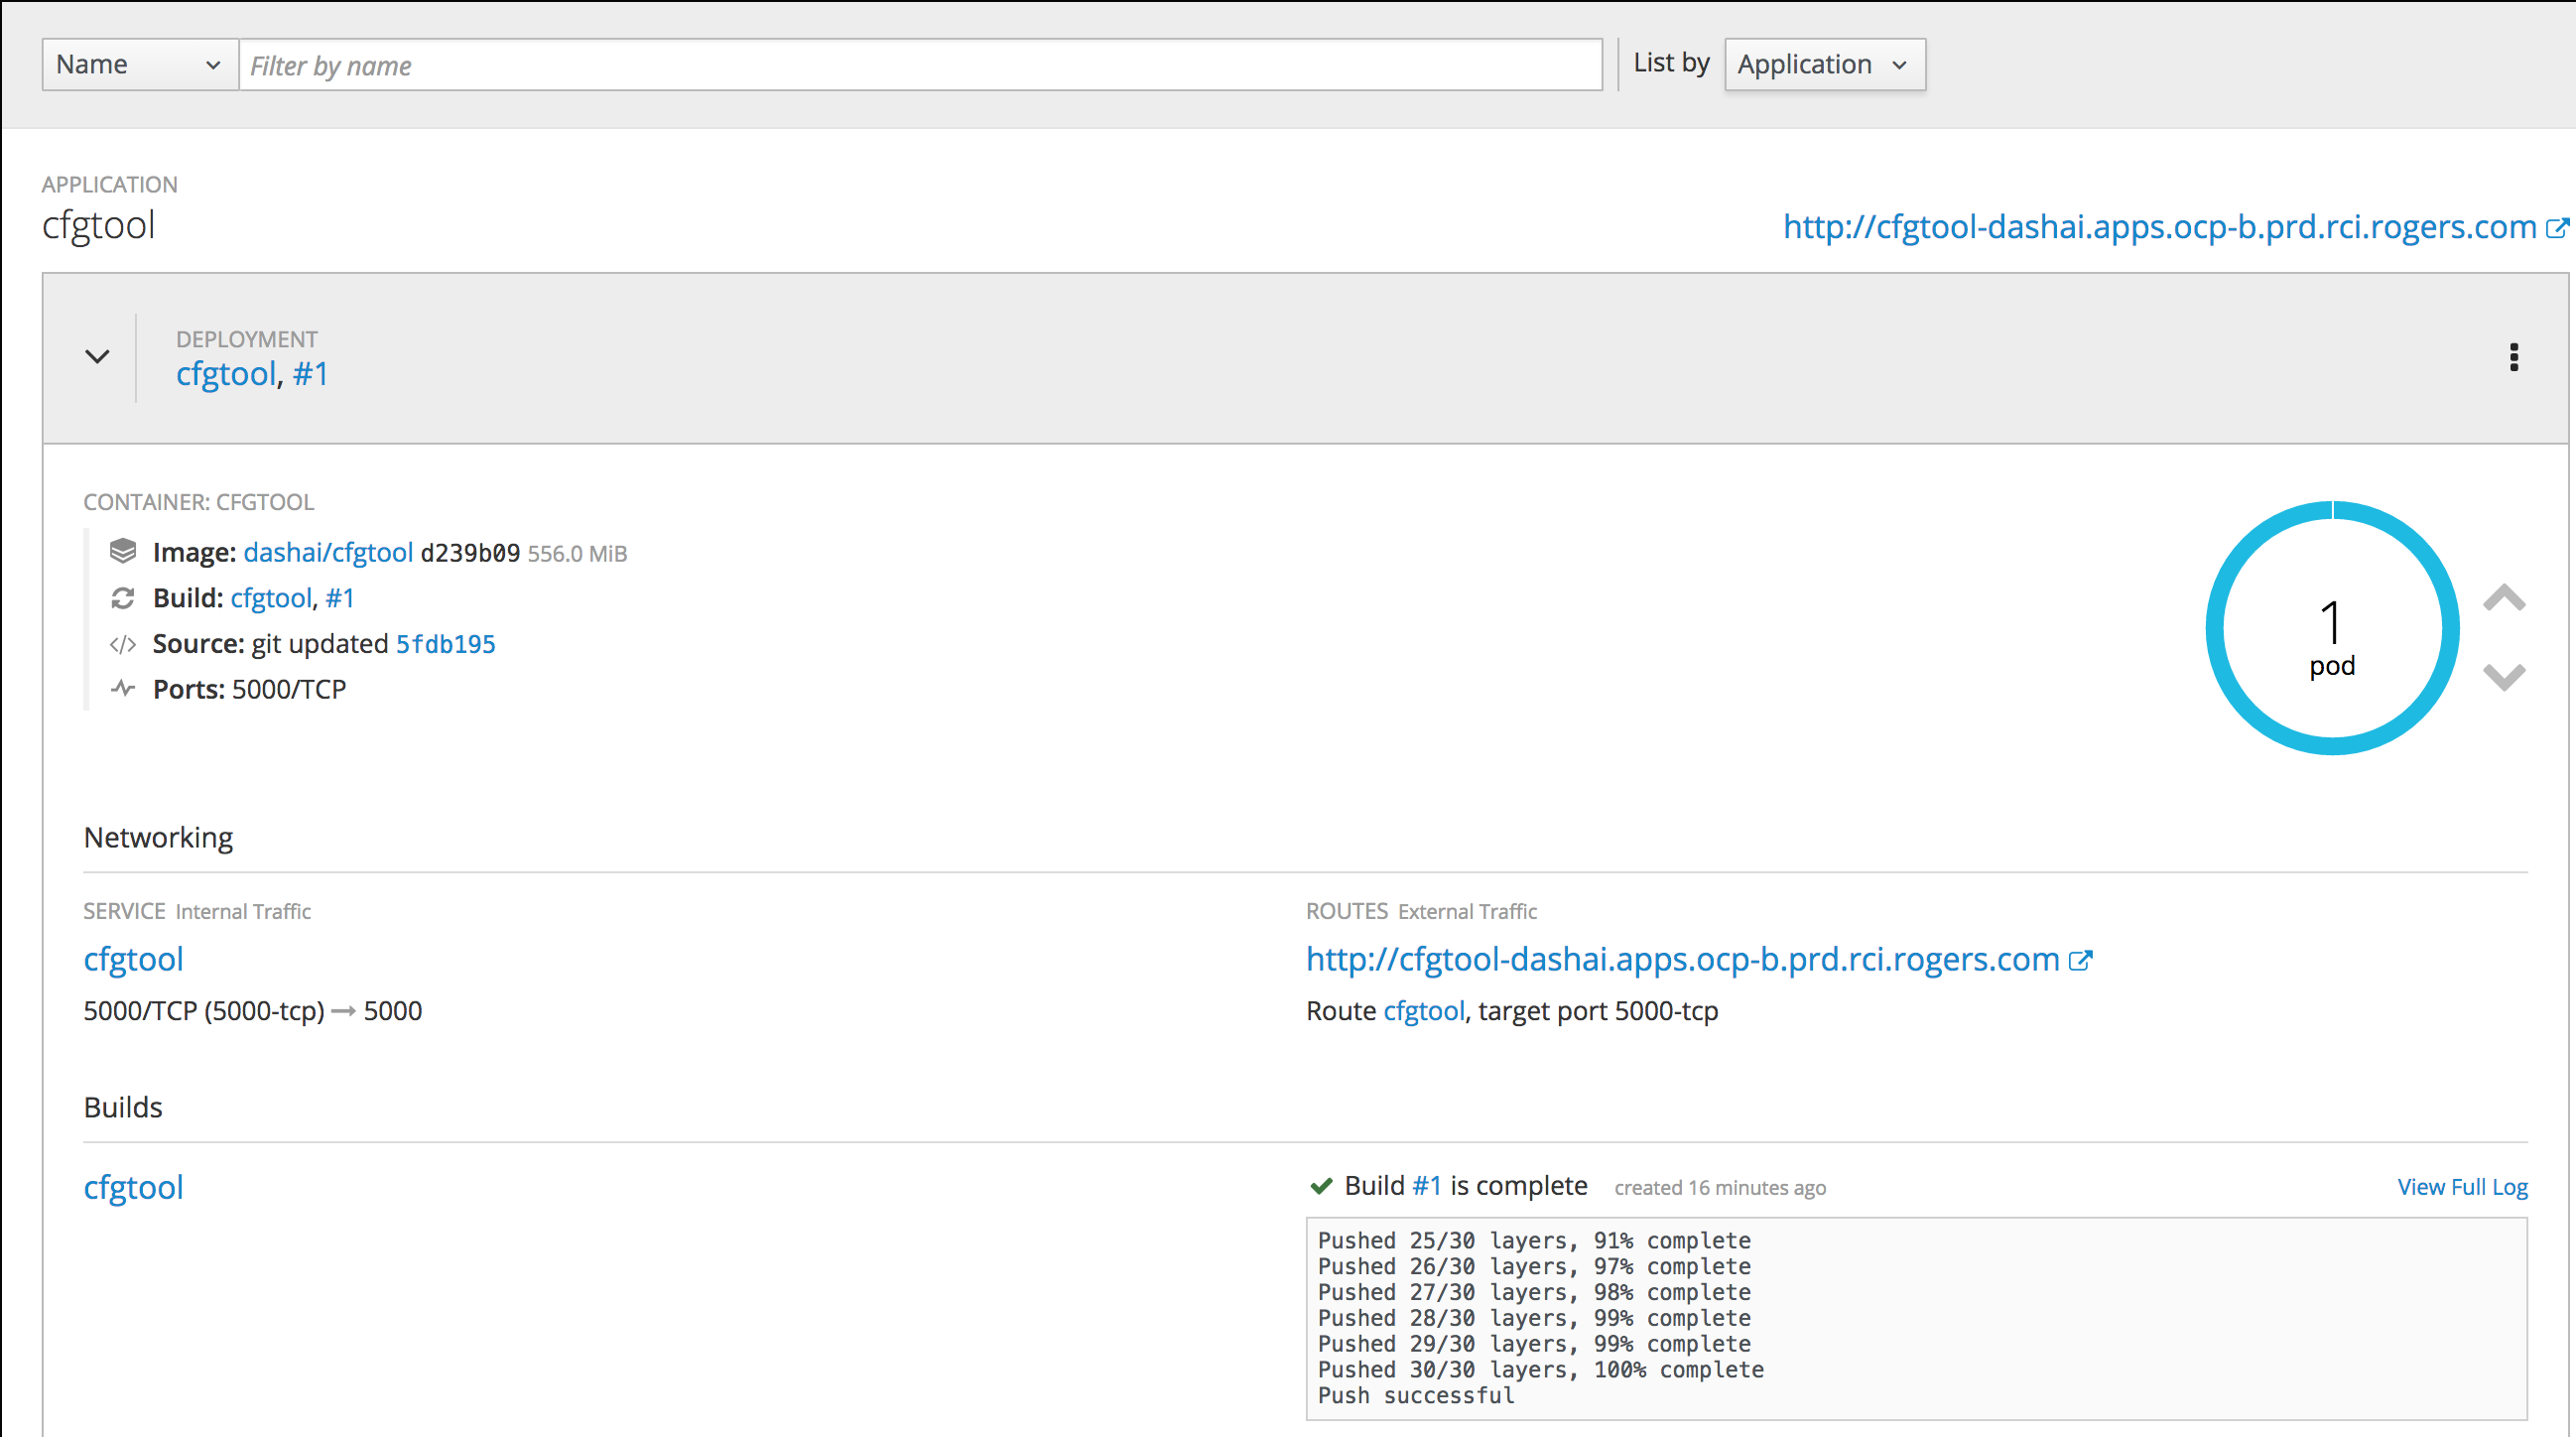 Name Filter by name List by Application
APPLICATION
cfgtool http://cfgtool-dashai.apps.ocp-b.prd.rci.rogers.com
DEPLOYMENT
cfgtool, #1
CONTAINER: CFGTOOL
Image: dashai/cfgtool d239b09 556.0 MiB
Build: cfgtool, #1
Source: git updated 5fdb195
Ports: 5000/TCP
1
pod
Networking
SERVICE Internal Traffic
cfgtool
5000/TCP (5000-tcp) → 5000
ROUTES External Traffic
http://cfgtool-dashai.apps.ocp-b.prd.rci.rogers.com
Route cfgtool, target port 5000-tcp
Builds
cfgtool
Build #1 is complete created 16 minutes ago View Full Log
Pushed 25/30 layers, 91% complete
Pushed 26/30 layers, 97% complete
Pushed 27/30 layers, 98% complete
Pushed 28/30 layers, 99% complete
Pushed 29/30 layers, 99% complete
Pushed 30/30 layers, 100% complete
Push successful